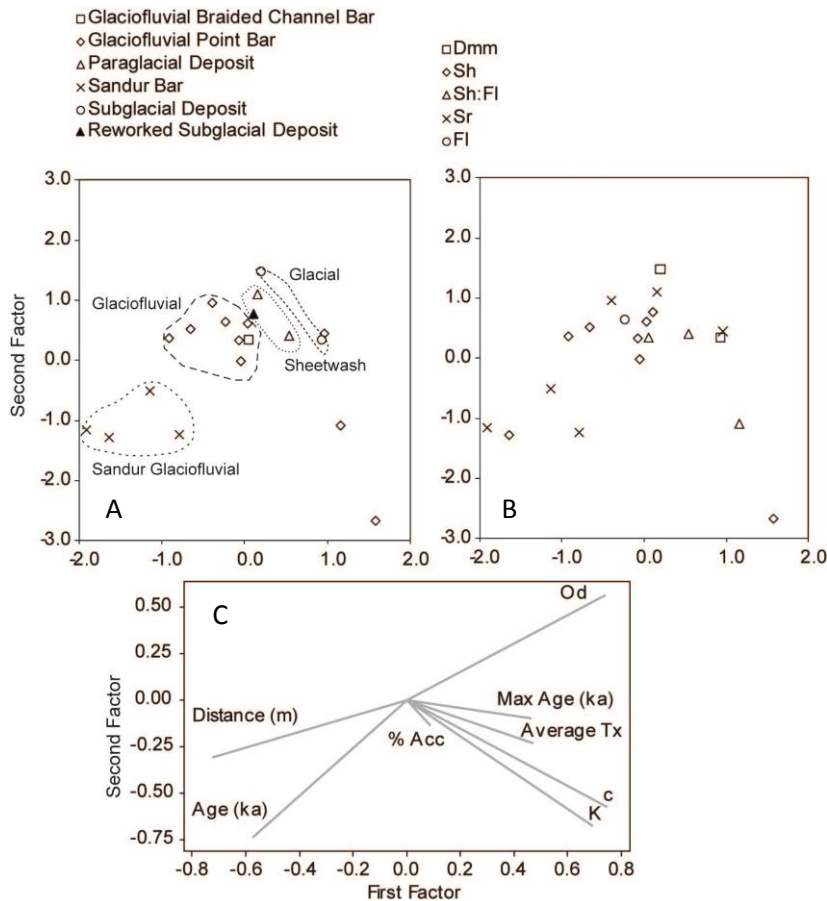 Glaciofluvial Braided Channel Bar
Glaciofluvial Point Bar
Paraglacial Deposit
Sandur Bar
Subglacial Deposit
Reworked Subglacial Deposit
Dmm
Sh
Sh:Fl
Sr
Fl
Second Factor
3.0
2.0
1.0
0.0
-1.0
-2.0
-3.0
Glacial
Glaciofluvial
Sheetwash
Sandur Glaciofluvial
A
-2.0 -1.0 0.0 1.0 2.0
3.0
2.0
1.0
0.0
-1.0
-2.0
-3.0
B
-2.0 -1.0 0.0 1.0 2.0
Second Factor
0.50
0.25
0.00
-0.25
-0.50
-0.75
C
Od
Max Age (ka)
Distance (m)
Average Tx
% Acc
c
Age (ka)
K
-0.8 -0.6 -0.4 -0.2 0.0 0.2 0.4 0.6 0.8
First Factor